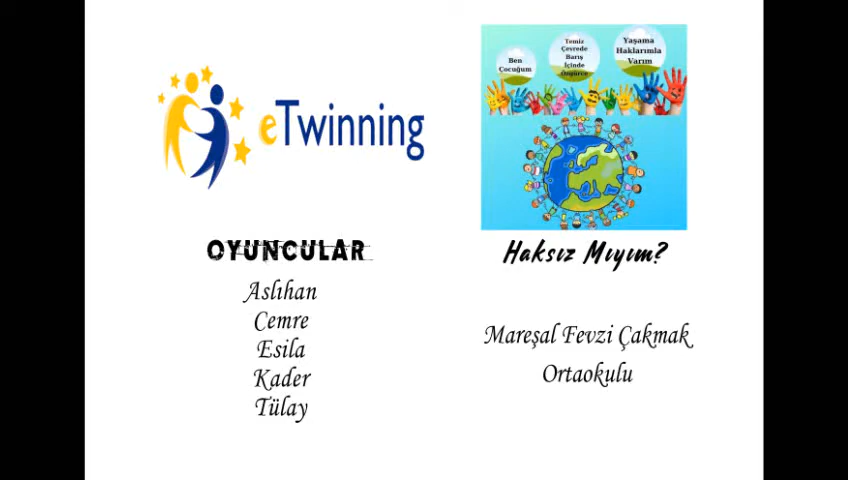 eTwinning
Ben
Çocuğum
Temiz
Çevrede
Barış
İçinde
Özgürce
Yaşama
Haklarımla
Varım
OYUNCULAR
Aslıhan
Cemre
Esila
Kader
Tülay
Haksız Mıyım?
Mareşal Fevzi Çakmak
Ortaokulu